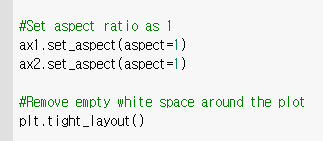 #Set aspect ratio as 1
ax1.set_aspect(aspect=1)
ax2.set_aspect(aspect=1)
#Remove empty white space around the plot
plt.tight_layout()